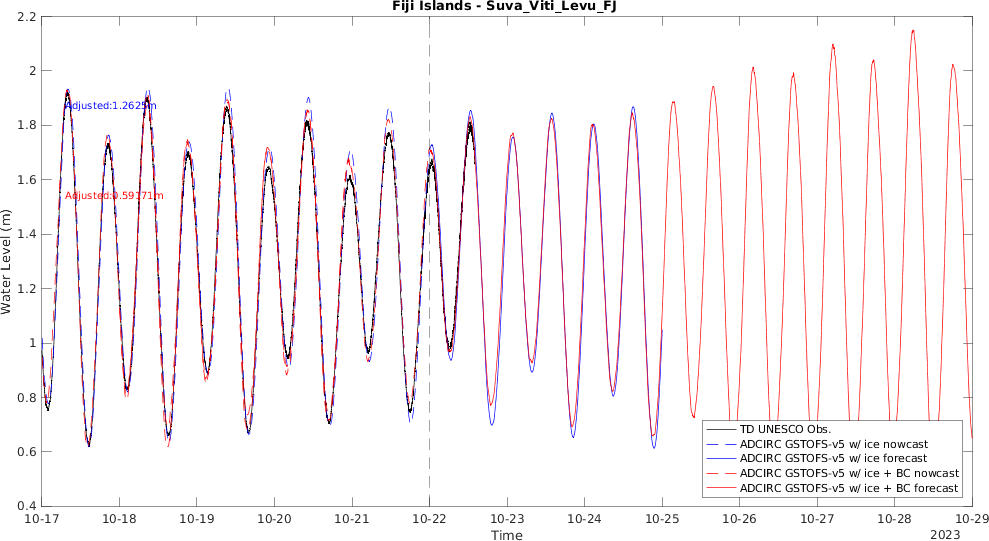 Fiji Islands - Suva_Viti_Levu_FJ
2.2
2
1.8
1.6
1.4
1.2
1
0.8
0.6
0.4
Water Level (m)
Adjusted:1.2625m
Adjusted:0.59171m
TD UNESCO Obs.
ADCIRC GSTOFS-v5 w/ ice nowcast
ADCIRC GSTOFS-v5 w/ ice forecast
ADCIRC GSTOFS-v5 w/ ice + BC nowcast
ADCIRC GSTOFS-v5 w/ ice + BC forecast
10-17 10-18 10-19 10-20 10-21 10-22 10-23 10-24 10-25 10-26 10-27 10-28 10-29
Time
2023